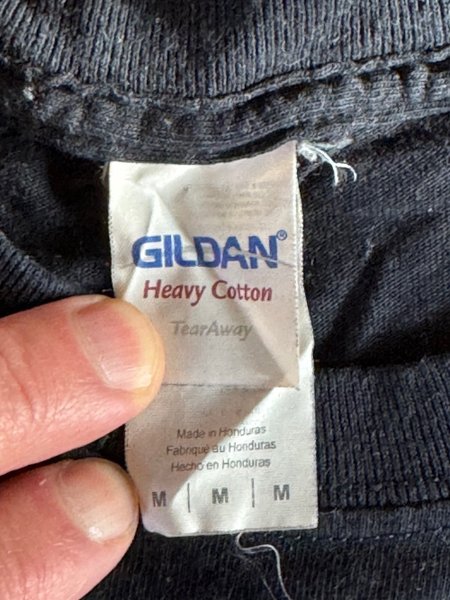 GILDAN®
Heavy Cotton
TearAway
Made in Honduras
Fabriqué au Honduras
Hecho en Honduras
M | M | M